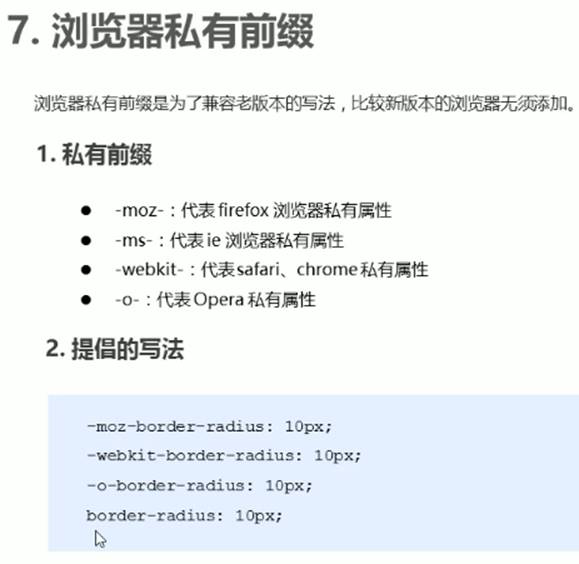 7. 浏览器私有前缀
浏览器私有前缀是为了兼容老版本的写法，比较新版本的浏览器无须添加。
1. 私有前缀
● -moz-：代表 firefox 浏览器私有属性
● -ms-：代表 ie 浏览器私有属性
● -webkit-：代表 safari、chrome 私有属性
● -o-：代表 Opera 私有属性
2. 提倡的写法
-moz-border-radius: 10px;
-webkit-border-radius: 10px;
-o-border-radius: 10px;
border-radius: 10px;